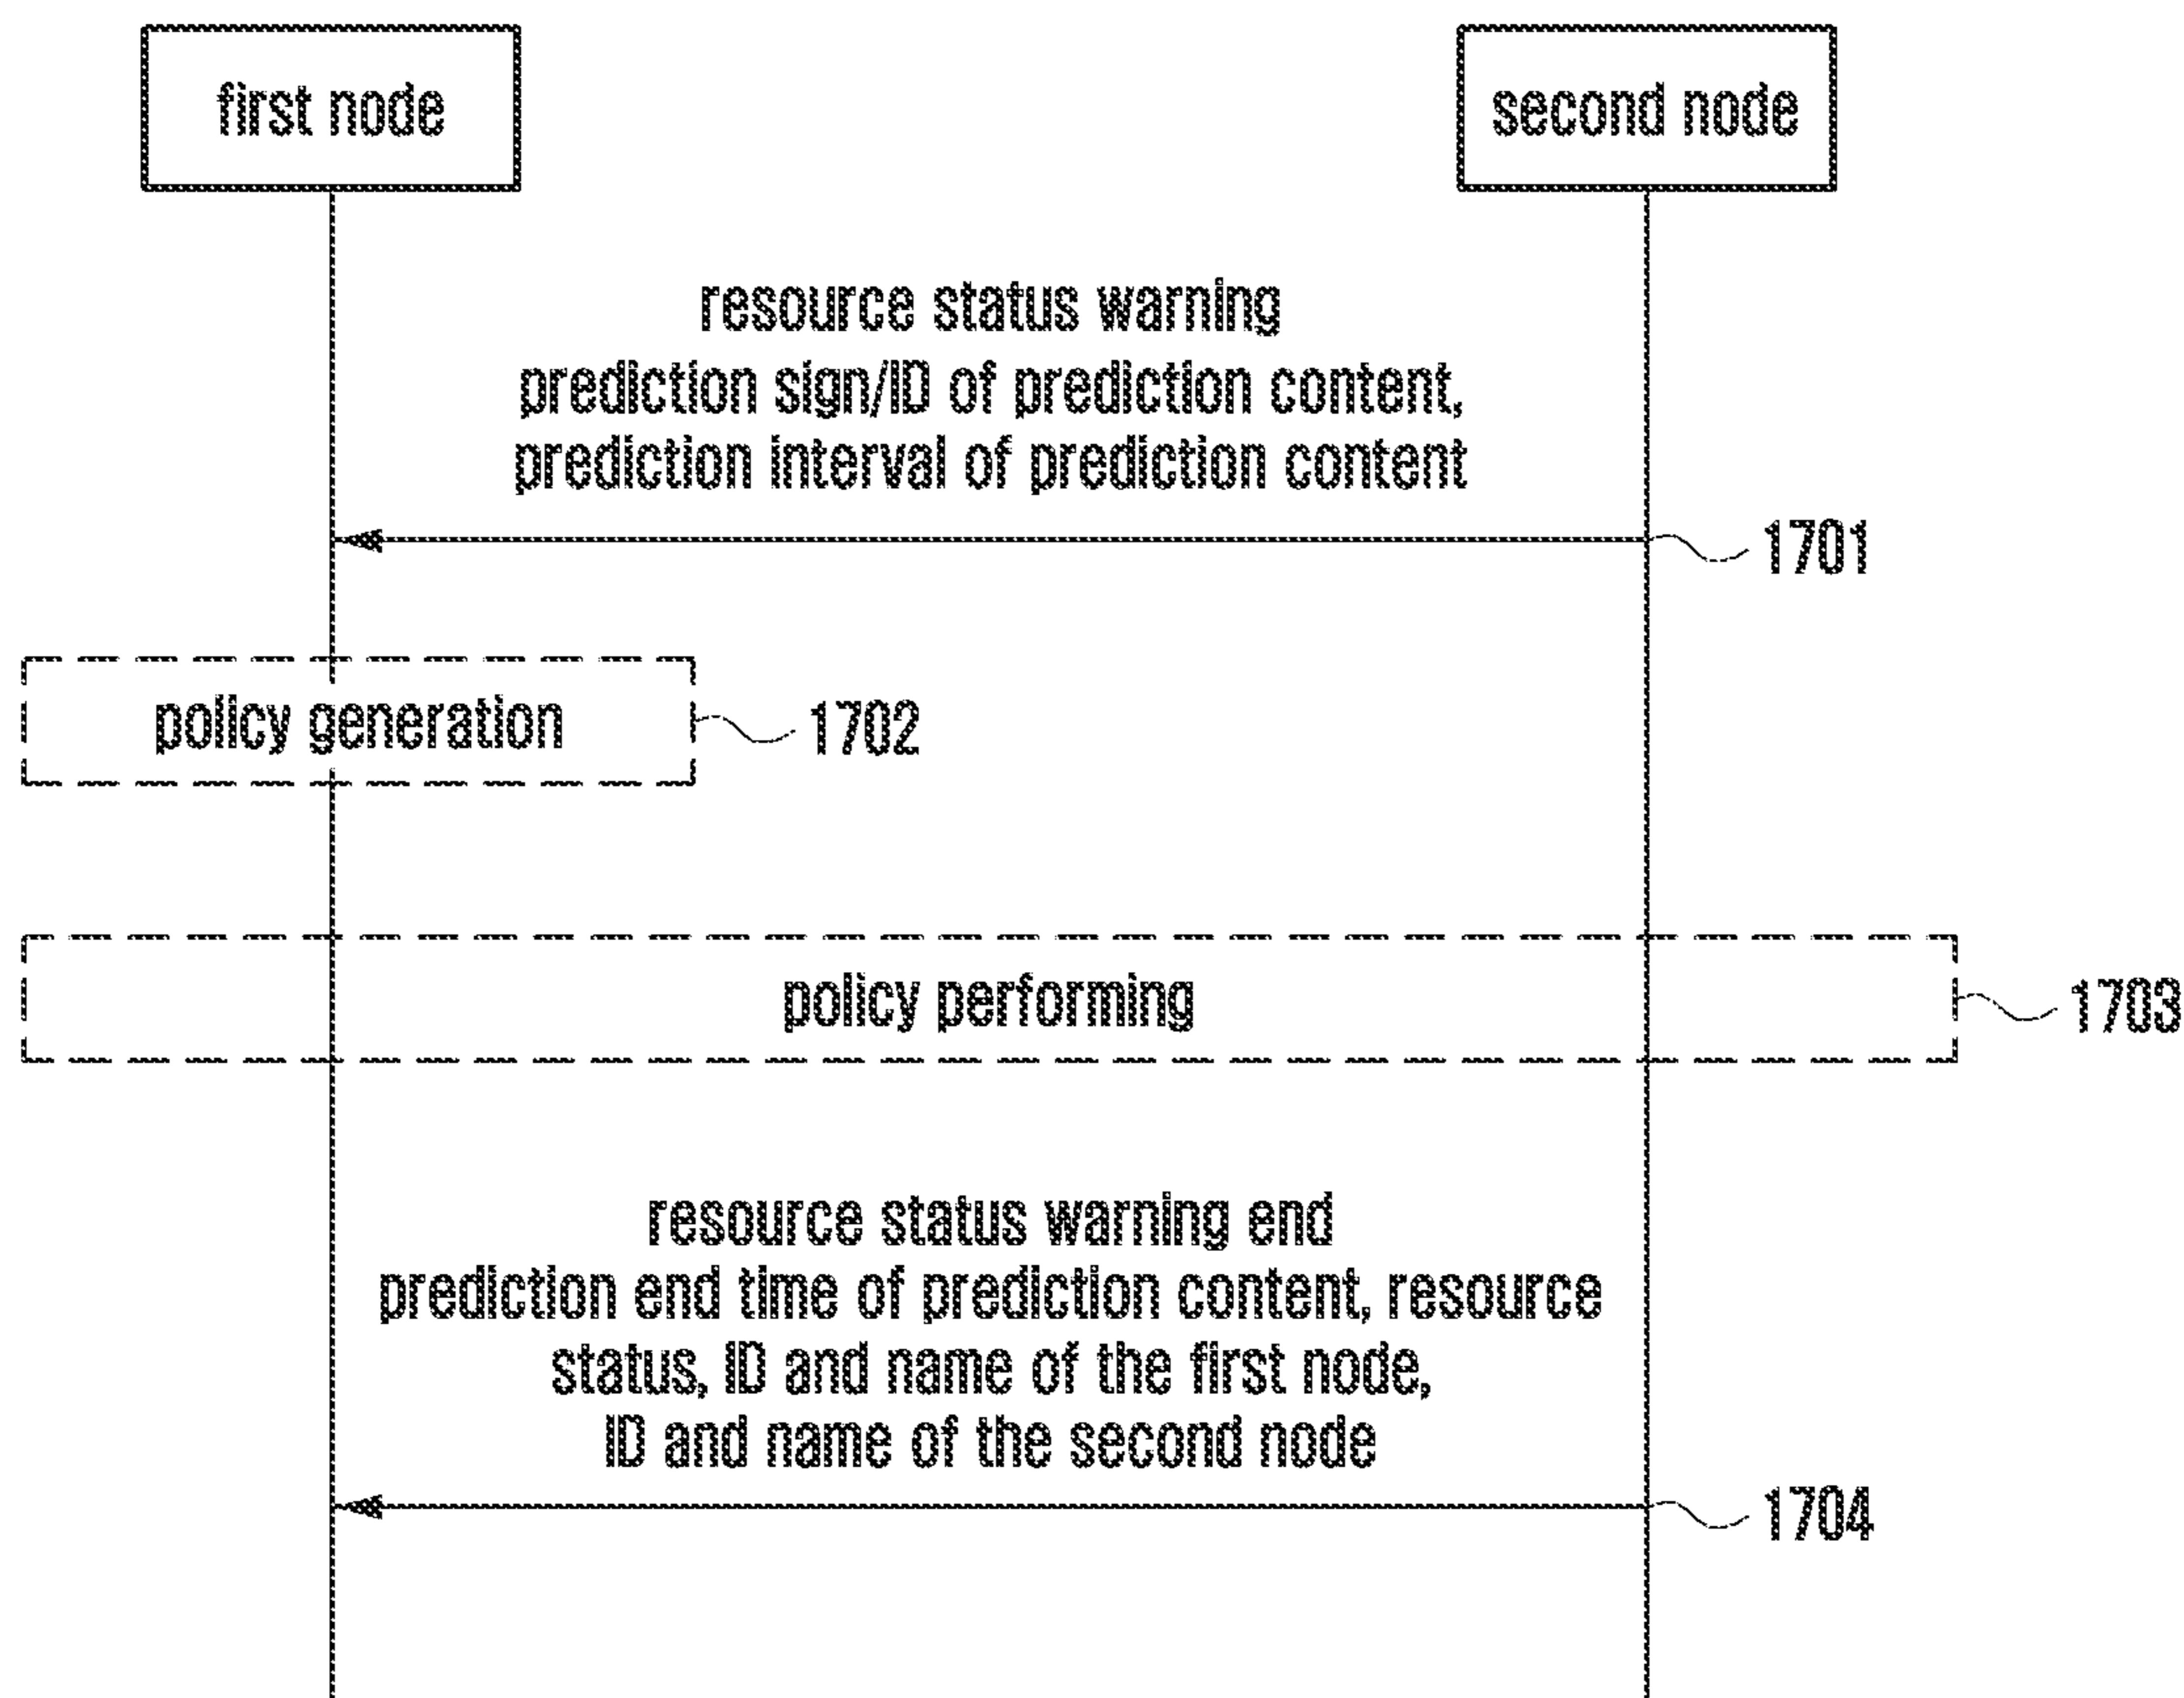 first node
second node
resource status warning
prediction sign/ID of prediction content,
prediction interval of prediction content
1701
policy generation
1702
policy performing
1703
resource status warning end
prediction end time of prediction content, resource
status, ID and name of the first node,
ID and name of the second node
1704